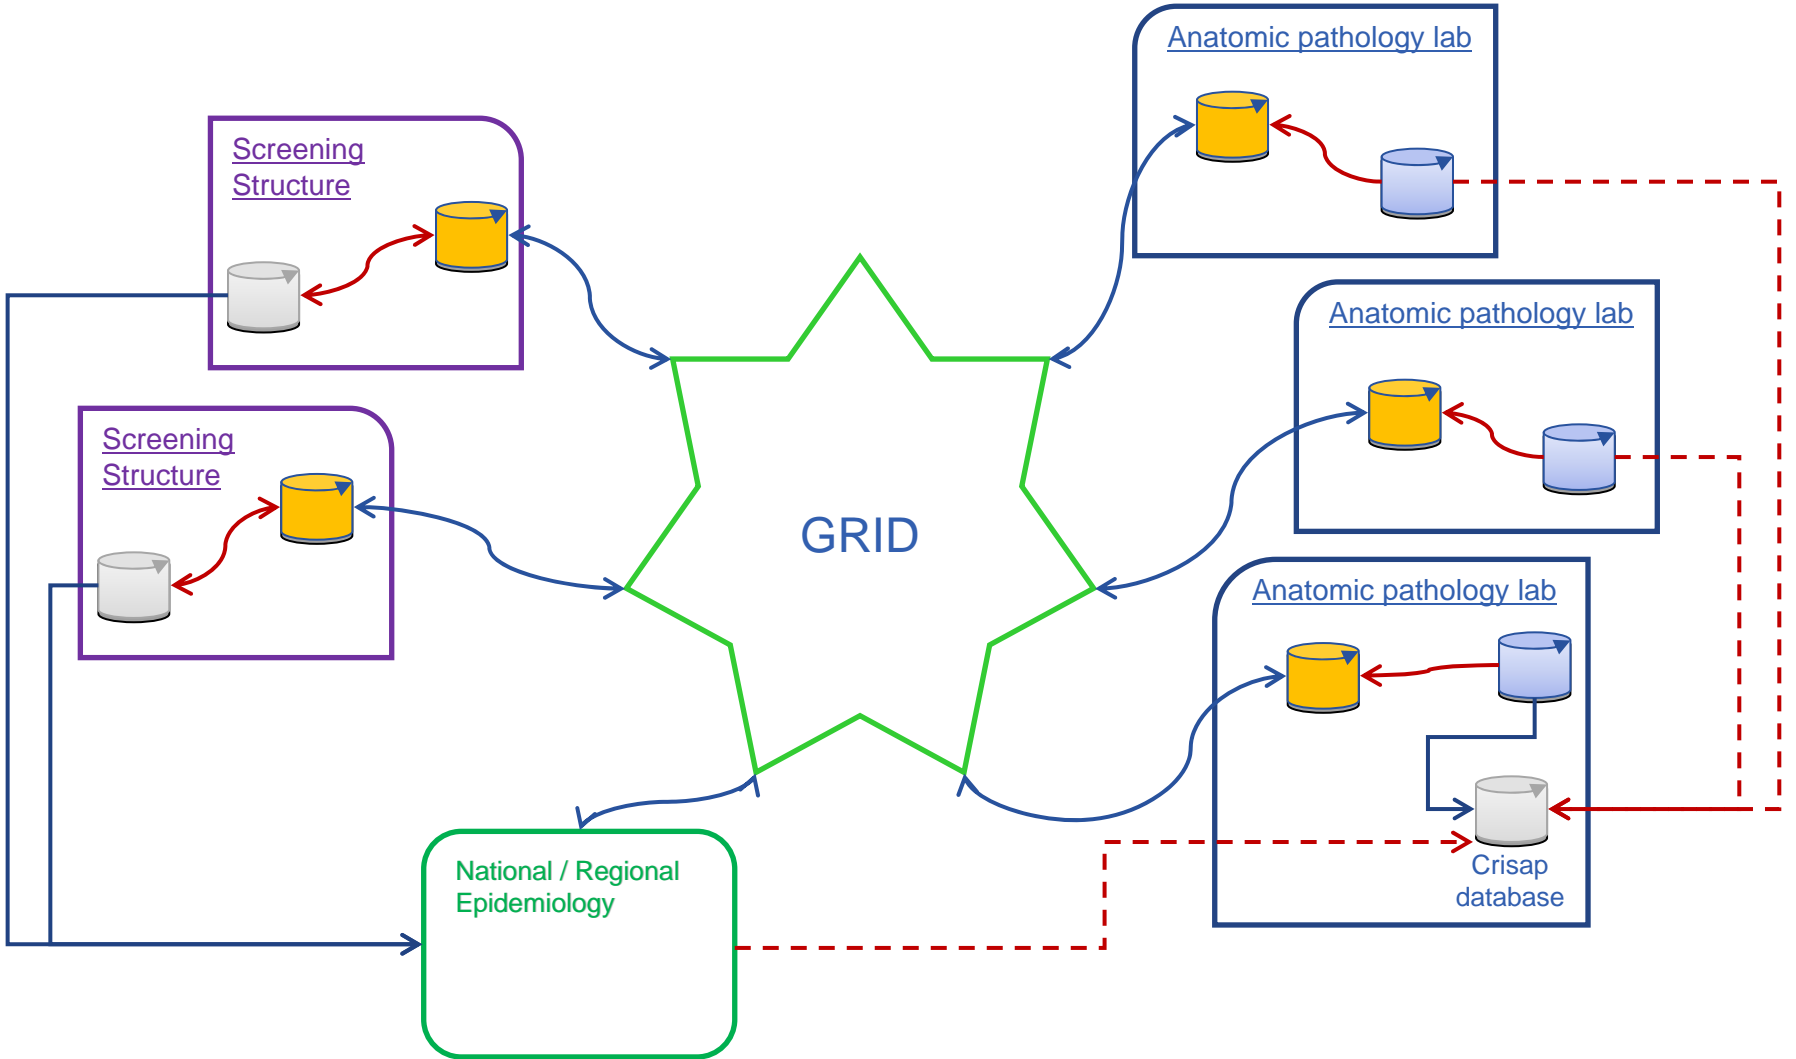 Anatomic pathology lab
Screening
Structure
Anatomic pathology lab
Screening
Structure
GRID
Anatomic pathology lab
National / Regional
Epidemiology
Crisap
database